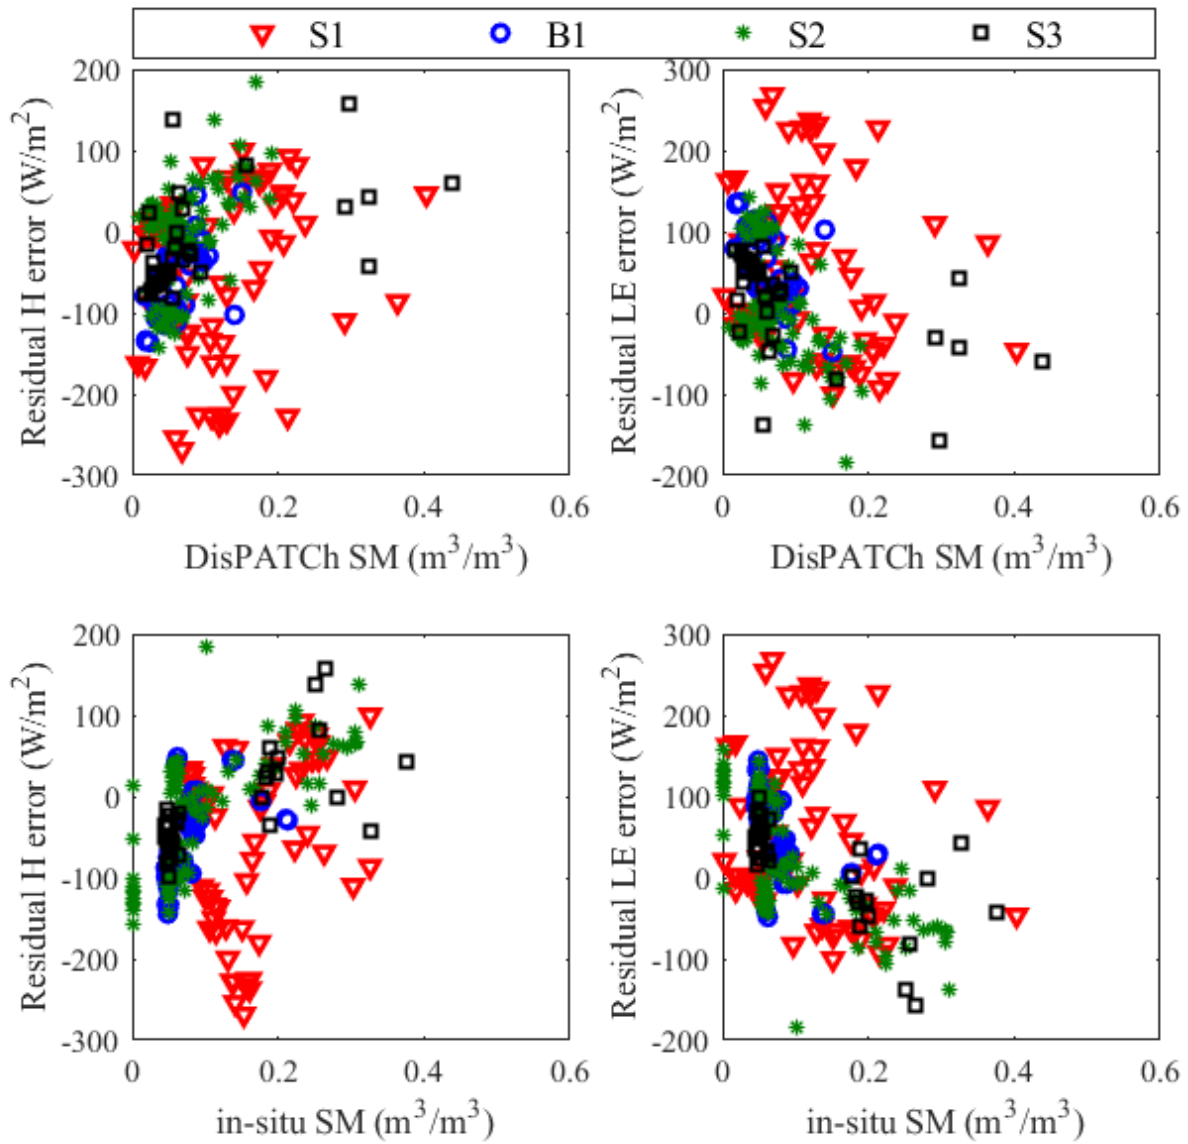 S1 B1 S2 S3
200
100
0
-100
-200
-300
Residual H error (W/m²)
0 0.2 0.4 0.6
DisPATCh SM (m³/m³)
300
200
100
0
-100
-200
Residual LE error (W/m²)
0 0.2 0.4 0.6
DisPATCh SM (m³/m³)
200
100
0
-100
-200
-300
Residual H error (W/m²)
0 0.2 0.4 0.6
in-situ SM (m³/m³)
300
200
100
0
-100
-200
Residual LE error (W/m²)
0 0.2 0.4 0.6
in-situ SM (m³/m³)